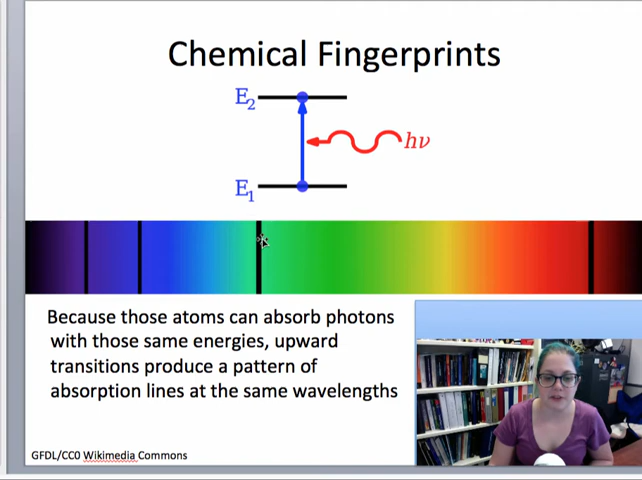 Chemical Fingerprints
E2
hν
E1
Because those atoms can absorb photons
with those same energies, upward
transitions produce a pattern of
absorption lines at the same wavelengths
GFDL/CC0 Wikimedia Commons